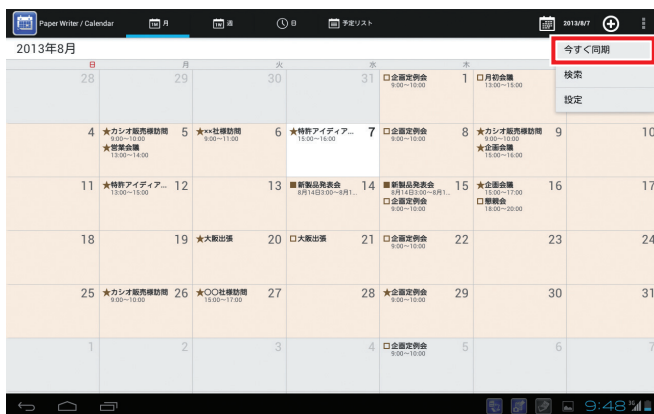 Paper Writer / Calendar
1M 月
1W 週
日
予定リスト
2013/8/7
2013年8月
今すぐ同期
検索
設定
日 月 火 水 木
28 29 30 31
□企画定例会 1
9:00～10:00
□月初会議
13:00～15:00
4
★カシオ販売様訪問 5
9:00～10:00
★営業会議
13:00～14:00
★××社様訪問 6
9:00～11:00
★特許アイディア... 7
15:00～16:00
□企画定例会 8
9:00～10:00
★カシオ販売様訪問 9
9:00～10:00
★企画会議
15:00～16:00
10
11
★特許アイディア... 12
13:00～15:00
13
■新製品発表会 14
8月14日3:00～8月1...
■新製品発表会 15
8月14日3:00～8月1...
□企画定例会
9:00～10:00
★企画会議 16
15:00～17:00
□懇親会
18:00～20:00
17
18 19
★大阪出張 20
□大阪出張 21
□企画定例会 22
9:00～10:00
23 24
25
★カシオ販売様訪問 26
9:00～10:00
★○○社様訪問 27
15:00～17:00
28
★企画定例会 29
9:00～10:00
30 31
1 2 3 4
□企画定例会 5
9:00～10:00
6 7
9:48 3G